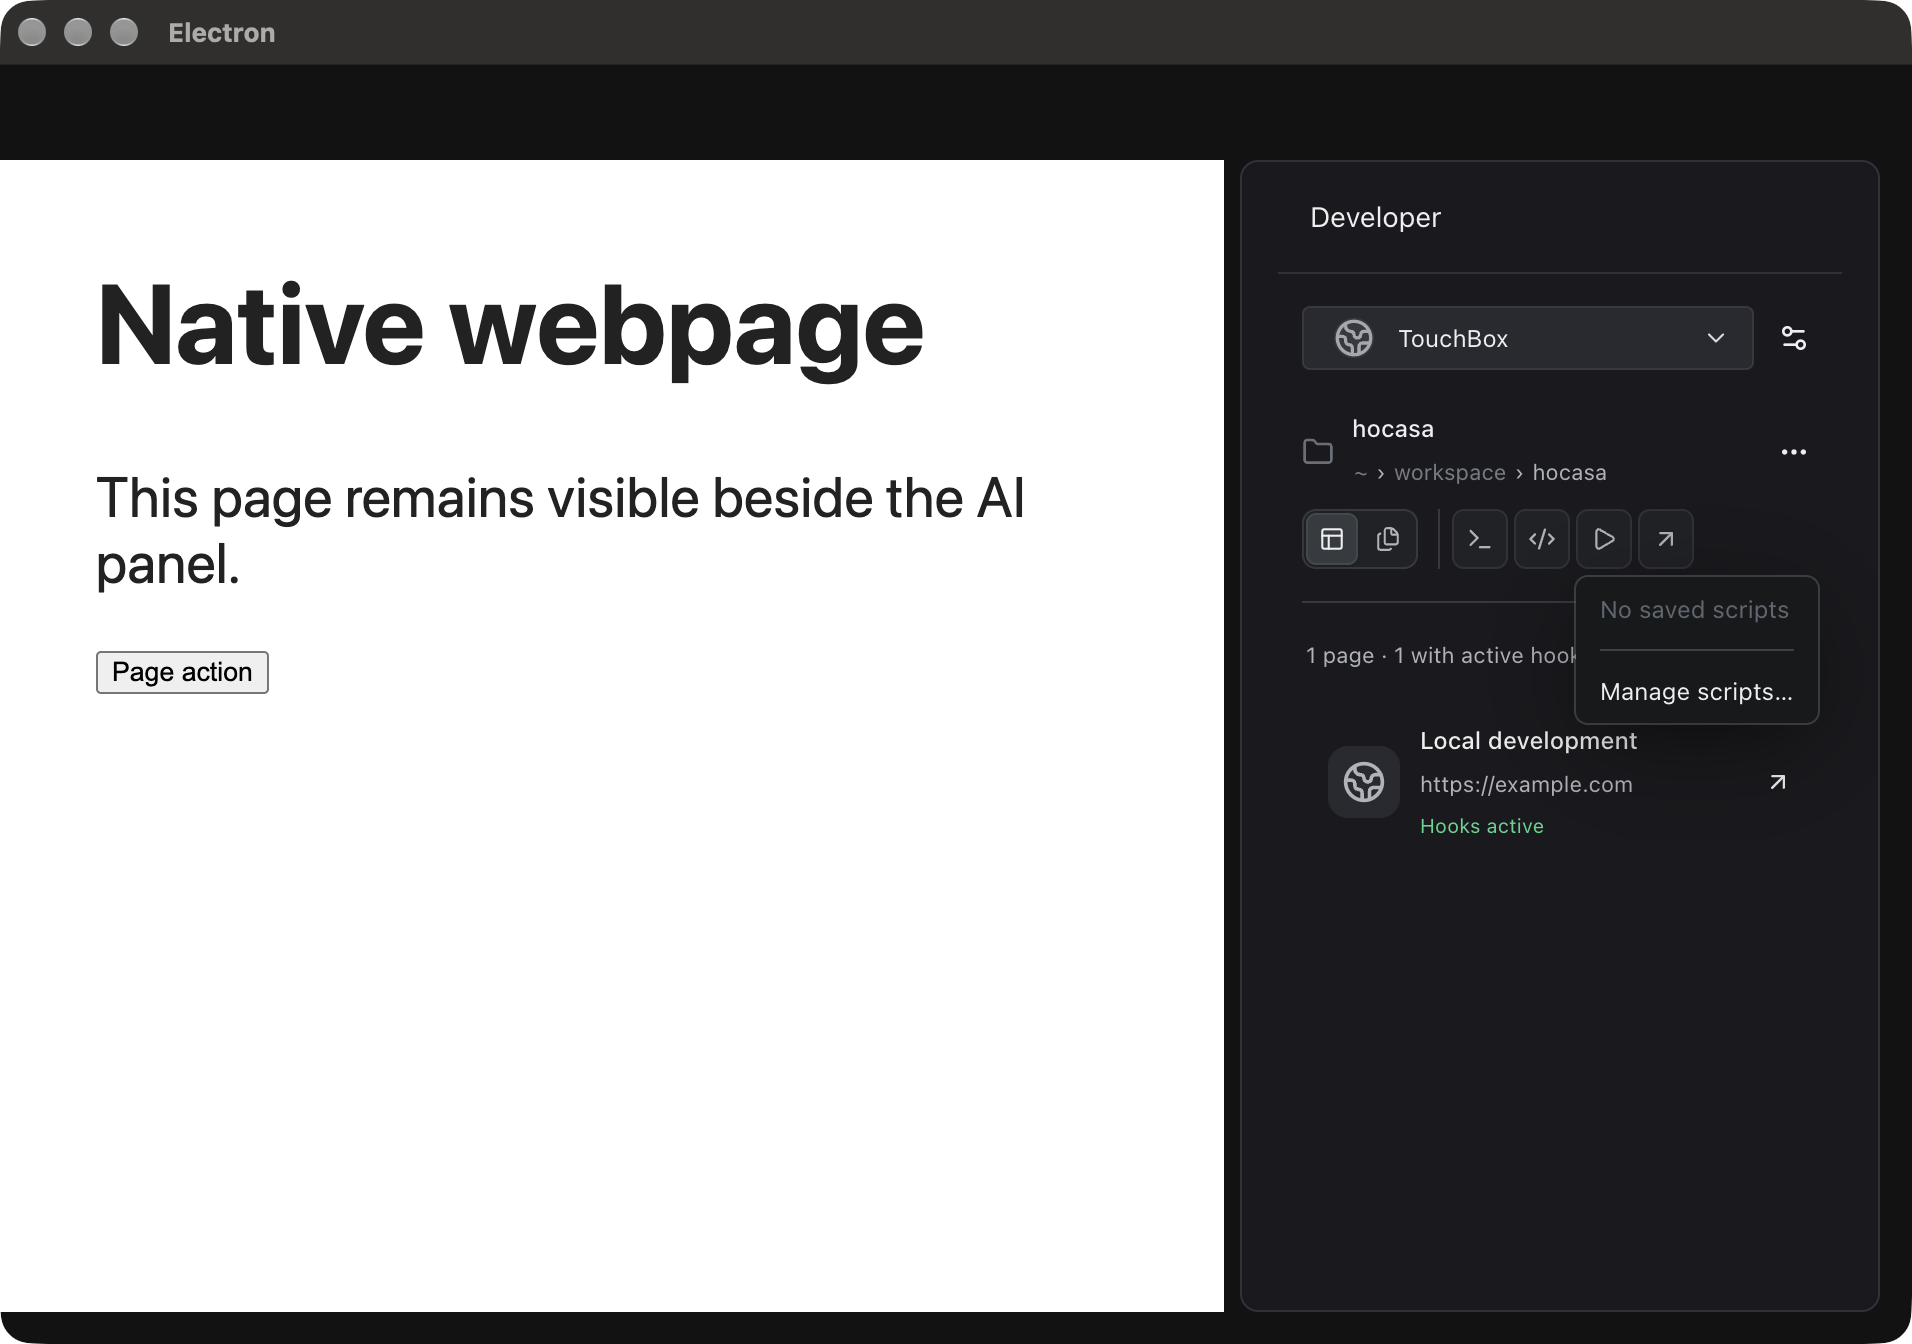 Electron
Native webpage
This page remains visible beside the AI
panel.
Page action
Developer
TouchBox
hocasa
~ › workspace › hocasa
No saved scripts
Manage scripts...
1 page · 1 with active hook
Local development
https://example.com
Hooks active